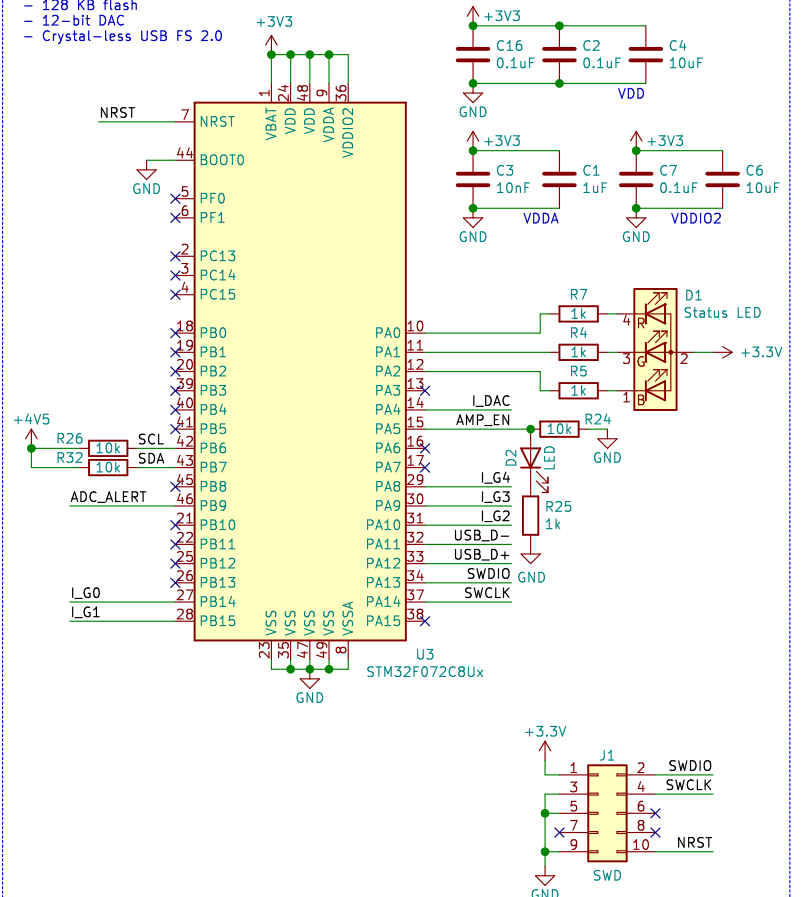 – 128 KB flash
– 12-bit DAC
– Crystal-less USB FS 2.0
+3V3
1 24 48 9 36
VBAT VDD VDD VDDA VDDIO2
NRST 7 NRST
44 BOOT0
GND
5 PF0
6 PF1
2 PC13
3 PC14
4 PC15
18 PB0
19 PB1
20 PB2
39 PB3
40 PB4
41 PB5
+4V5
R26 10k SCL 42 PB6
R32 10k SDA 43 PB7
45 PB8
ADC_ALERT 46 PB9
21 PB10
22 PB11
25 PB12
26 PB13
I_G0 27 PB14
I_G1 28 PB15
PA0 10
PA1 11
PA2 12
PA3 13
PA4 14 I_DAC
PA5 15 AMP_EN
PA6 16
PA7 17
PA8 29 I_G4
PA9 30 I_G3
PA10 31 I_G2
PA11 32 USB_D-
PA12 33 USB_D+
PA13 34 SWDIO
PA14 37 SWCLK
PA15 38
VSS VSS VSS VSS VSSA
23 35 47 49 8
GND
U3
STM32F072C8Ux
+3V3
C16
0.1uF
C2
0.1uF
C4
10uF
GND
VDD
+3V3
C3
10nF
C1
1uF
GND
VDDA
+3V3
C7
0.1uF
C6
10uF
GND
VDDIO2
R7
1k
R4
1k
R5
1k
D1
Status LED
4 R
3 G 2
1 B
+3.3V
R24
10k
GND
D2
LED
R25
1k
GND
+3.3V
J1
1 2 SWDIO
3 4 SWCLK
5 6
7 8
9 10 NRST
SWD
GND